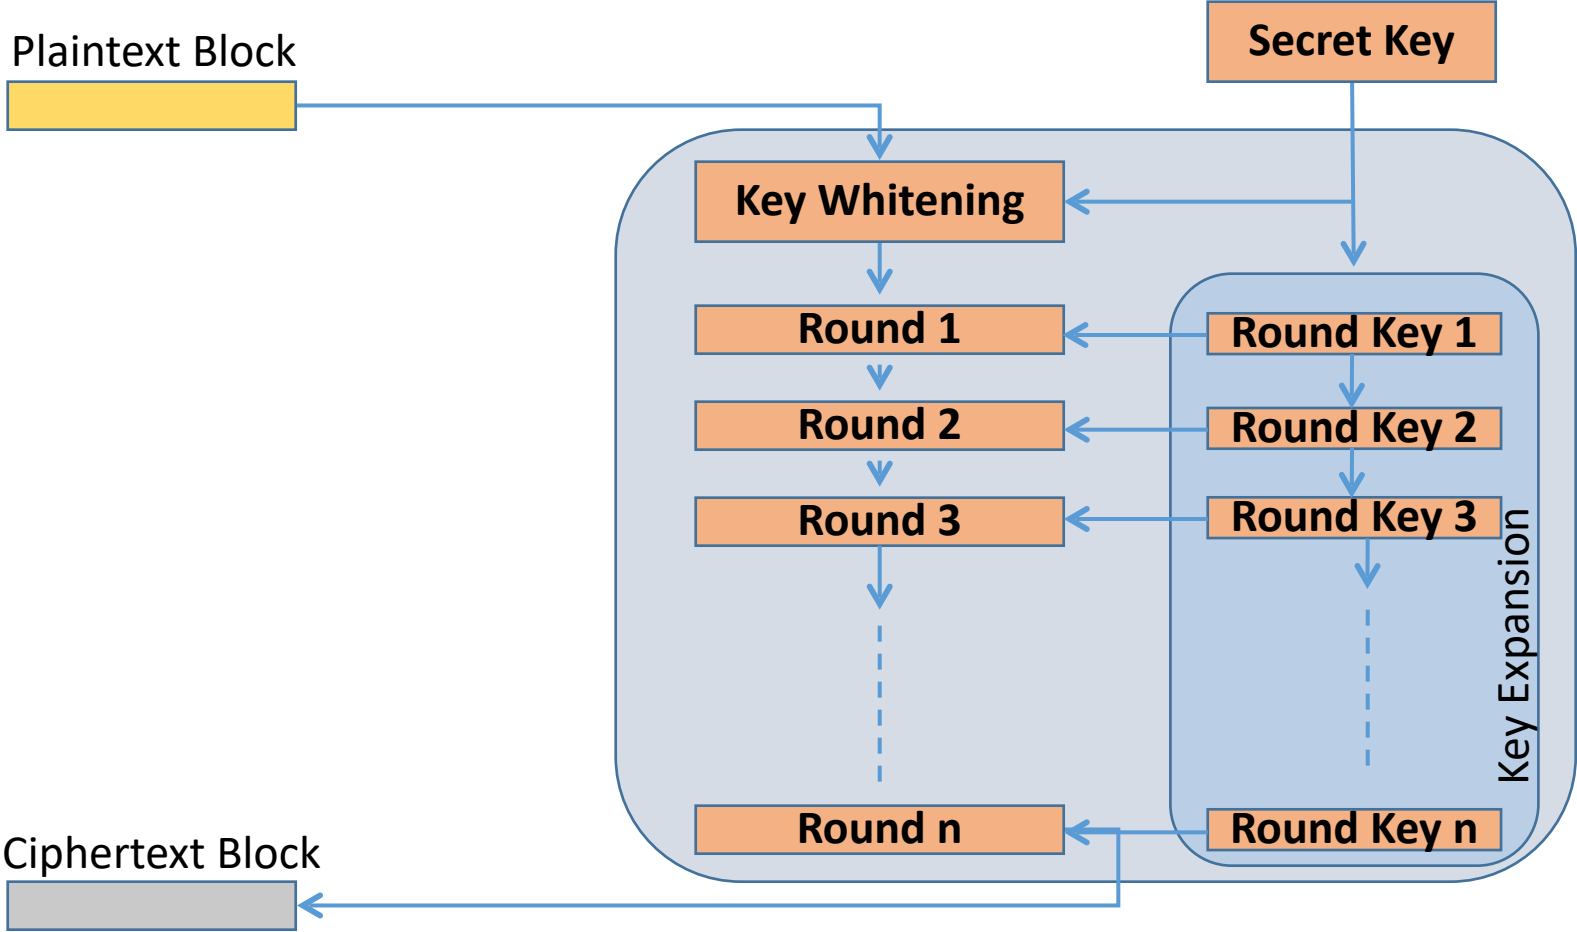 Plaintext Block
Secret Key
Key Whitening
Round 1
Round Key 1
Round 2
Round Key 2
Round 3
Round Key 3
Key Expansion
Round n
Round Key n
Ciphertext Block